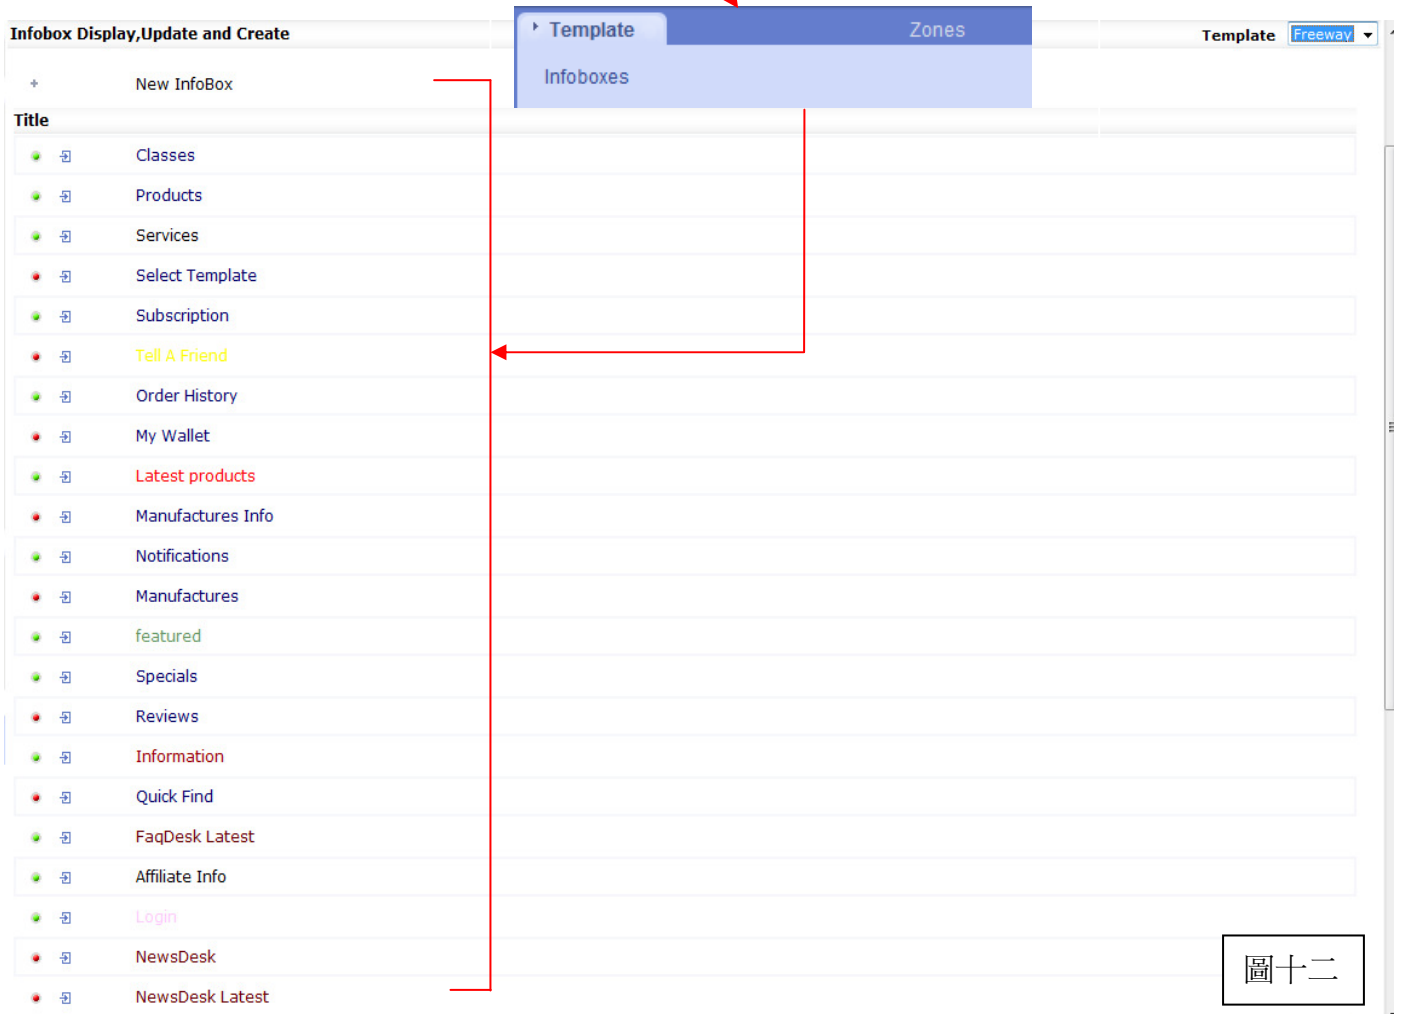 Template Zones
Infobox Display,Update and Create
Template Freeway
Infoboxes
New InfoBox
Title
Classes
Products
Services
Select Template
Subscription
Tell A Friend
Order History
My Wallet
Latest products
Manufactures Info
Notifications
Manufactures
featured
Specials
Reviews
Information
Quick Find
FaqDesk Latest
Affiliate Info
Login
NewsDesk
圖十二
NewsDesk Latest